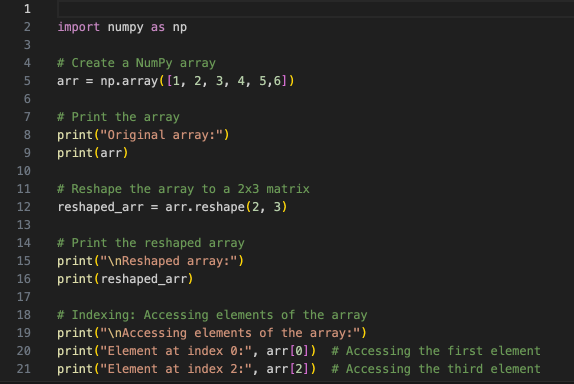 1
2 import numpy as np
3
4 # Create a NumPy array
5 arr = np.array([1, 2, 3, 4, 5,6])
6
7 # Print the array
8 print("Original array:")
9 print(arr)
10
11 # Reshape the array to a 2x3 matrix
12 reshaped_arr = arr.reshape(2, 3)
13
14 # Print the reshaped array
15 print("\nReshaped array:")
16 print(reshaped_arr)
17
18 # Indexing: Accessing elements of the array
19 print("\nAccessing elements of the array:")
20 print("Element at index 0:", arr[0])  # Accessing the first element
21 print("Element at index 2:", arr[2])  # Accessing the third element